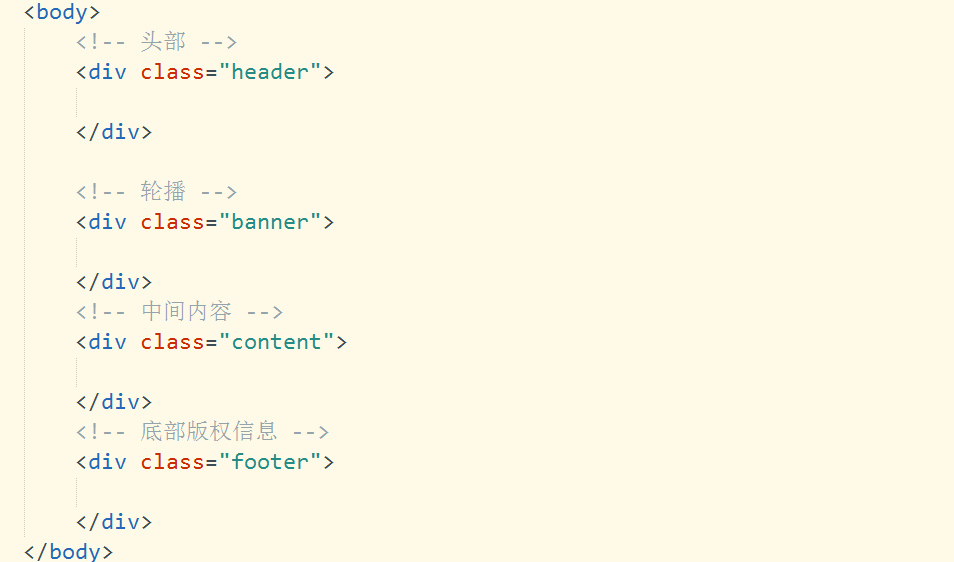 <body>
<!-- 头部 -->
<div class="header">
</div>
<!-- 轮播 -->
<div class="banner">
</div>
<!-- 中间内容 -->
<div class="content">
</div>
<!-- 底部版权信息 -->
<div class="footer">
</div>
</body>